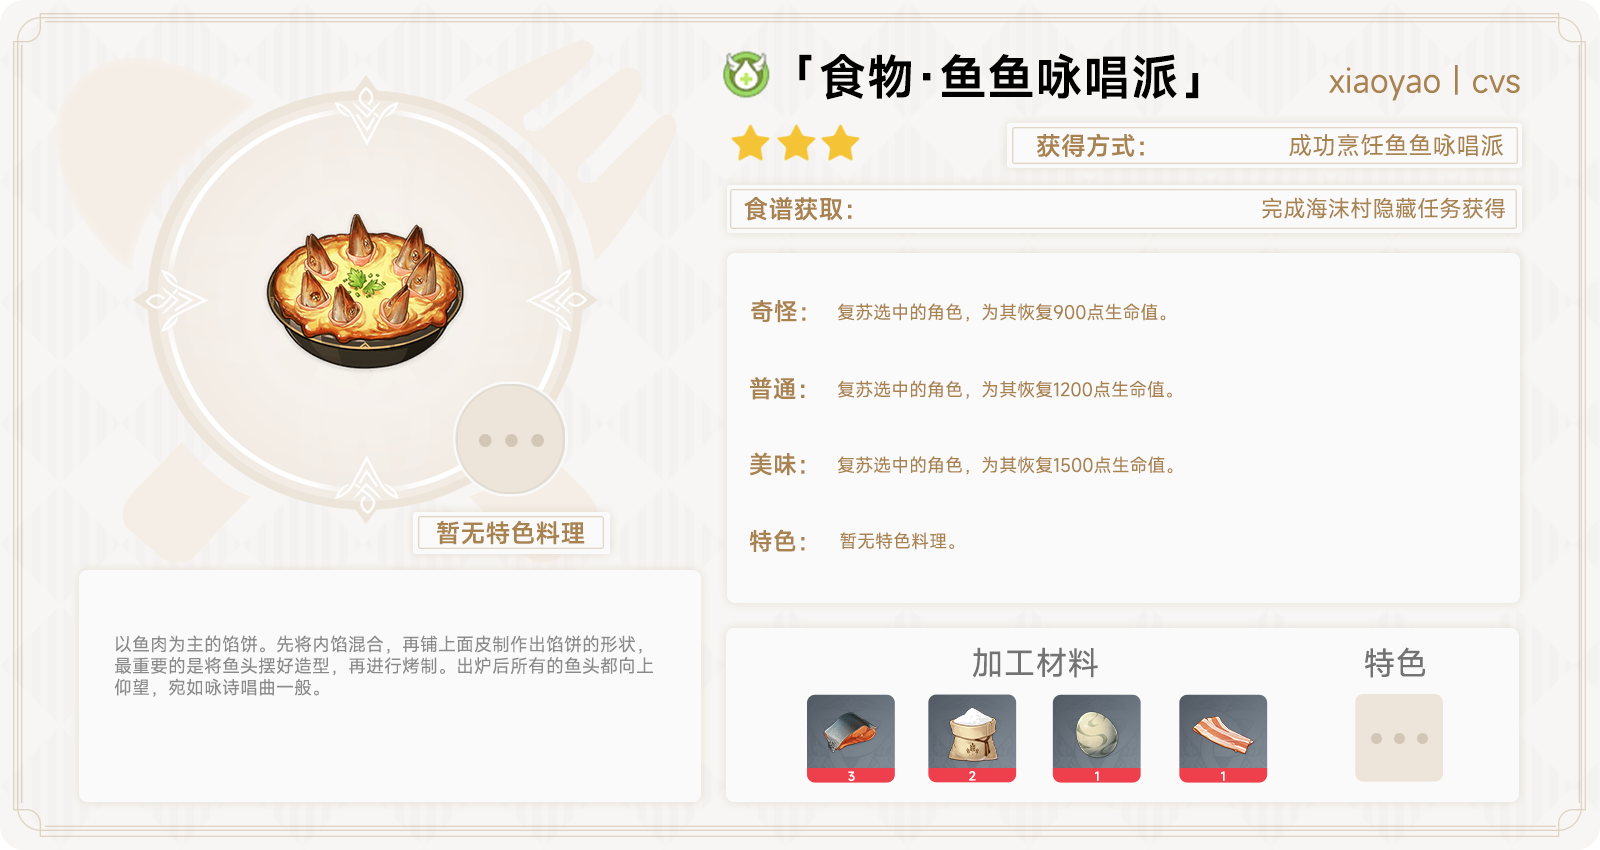 「食物·鱼鱼咏唱派」
xiaoyao | cvs
获得方式： 成功烹饪鱼鱼咏唱派
食谱获取： 完成海沫村隐藏任务获得
奇怪： 复苏选中的角色，为其恢复900点生命值。
普通： 复苏选中的角色，为其恢复1200点生命值。
美味： 复苏选中的角色，为其恢复1500点生命值。
特色： 暂无特色料理。
暂无特色料理
以鱼肉为主的馅饼。先将内馅混合，再铺上面皮制作出馅饼的形状，
最重要的是将鱼头摆好造型，再进行烤制。出炉后所有的鱼头都向上
仰望，宛如咏诗唱曲一般。
加工材料 特色
3 2 1 1